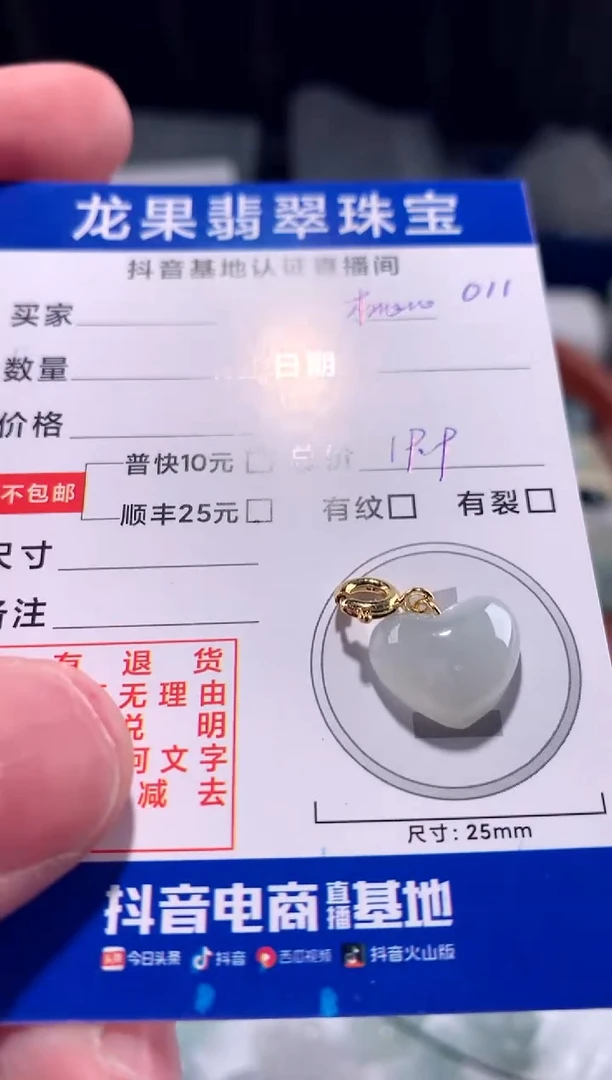 龙果翡翠珠宝
抖音基地认证直播间
买家 011
数量 日期
价格
普快10元 总价 199
不包邮
顺丰25元 有纹 有裂
尺寸
备注
有 退 货
无理由
说 明
何文字
减 去
尺寸：25mm
抖音电商直播基地
头条 今日头条 抖音 西瓜视频 抖音火山版